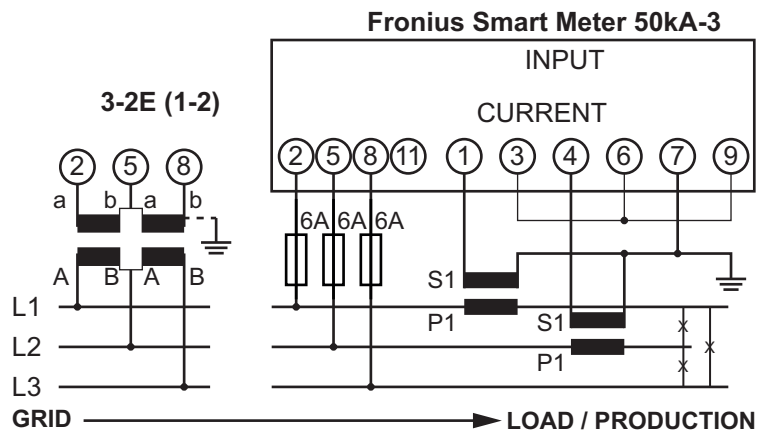 Fronius Smart Meter 50kA-3
INPUT
3-2E (1-2)
CURRENT
2 5 8
2 5 8 11 1 3 4 6 7 9
a b a b
6A 6A 6A
A B A B
S1
L1
P1 S1 x
L2 x
P1 x
L3
GRID LOAD / PRODUCTION